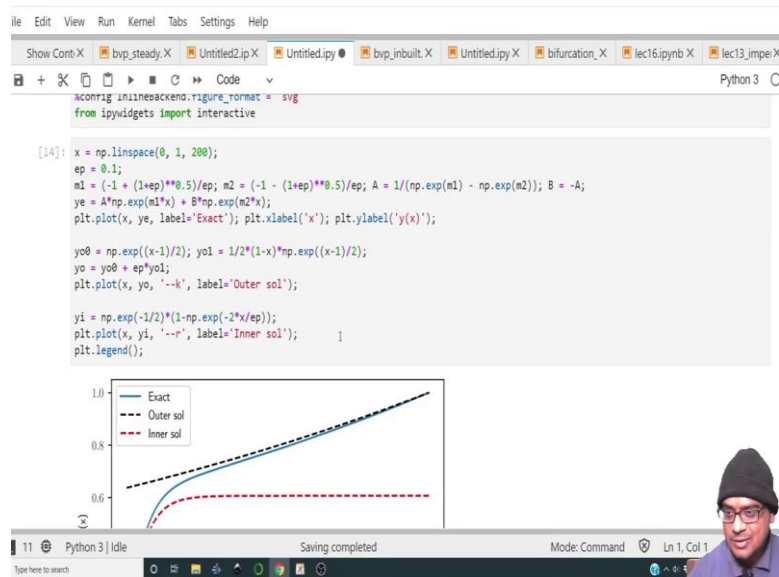 ile Edit View Run Kernel Tabs Settings Help
Show Cont X bvp_steady. X Untitled2.ip X Untitled.ipy bvp_inbuilt. X Untitled.ipy X bifurcation_ X lec16.ipynb X lec13_impe X
Code Python 3
%config InlineBackend.figure_format = 'svg'
from ipywidgets import interactive
[14]: x = np.linspace(0, 1, 200);
ep = 0.1;
m1 = (-1 + (1+ep)**0.5)/ep; m2 = (-1 - (1+ep)**0.5)/ep; A = 1/(np.exp(m1) - np.exp(m2)); B = -A;
ye = A*np.exp(m1*x) + B*np.exp(m2*x);
plt.plot(x, ye, label='Exact'); plt.xlabel('x'); plt.ylabel('y(x)');
yo0 = np.exp((x-1)/2); yo1 = 1/2*(1-x)*np.exp((x-1)/2);
yo = yo0 + ep*yo1;
plt.plot(x, yo, '--k', label='Outer sol');
yi = np.exp(-1/2)*(1-np.exp(-2*x/ep));
plt.plot(x, yi, '--r', label='Inner sol');
plt.legend();
1.0
Exact
Outer sol
Inner sol
0.8
0.6
(x)
11 Python 3 | Idle Saving completed Mode: Command Ln 1, Col 1
Type here to search